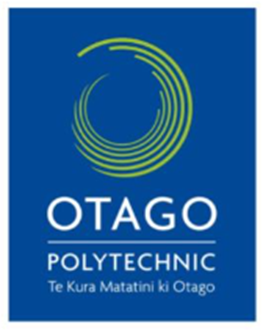 OTAGO
POLYTECHNIC
Te Kura Matatini ki Otago